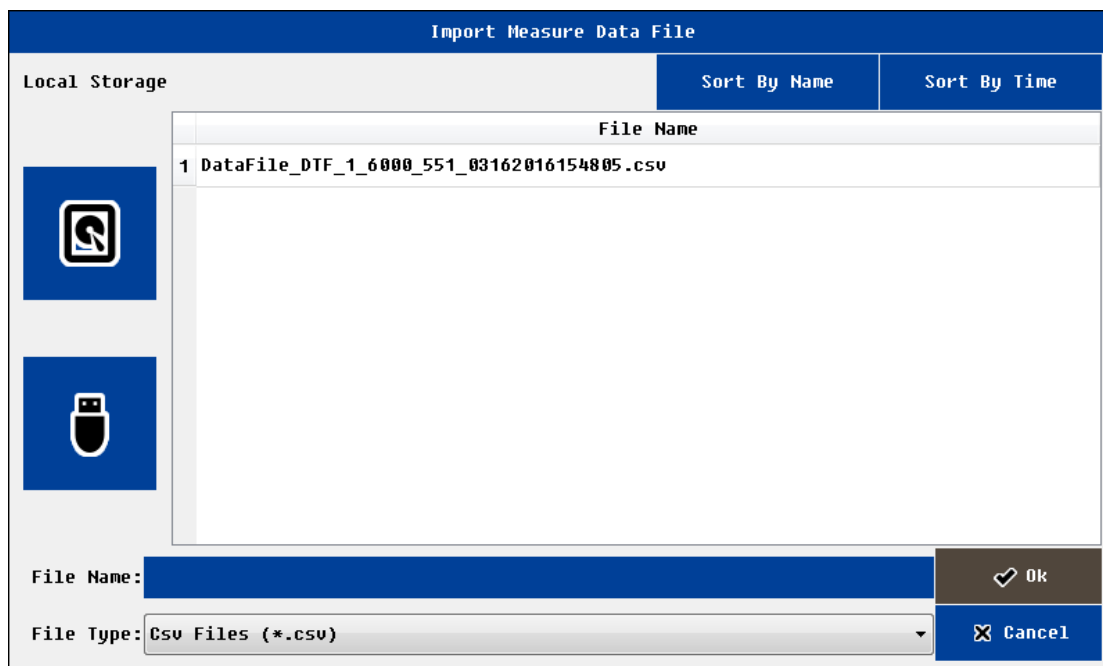 Import Measure Data File
Local Storage
Sort By Name
Sort By Time
File Name
1 DataFile_DTF_1_6000_551_03162016154805.csv
File Name:
Ok
File Type: Csv Files (*.csv)
Cancel